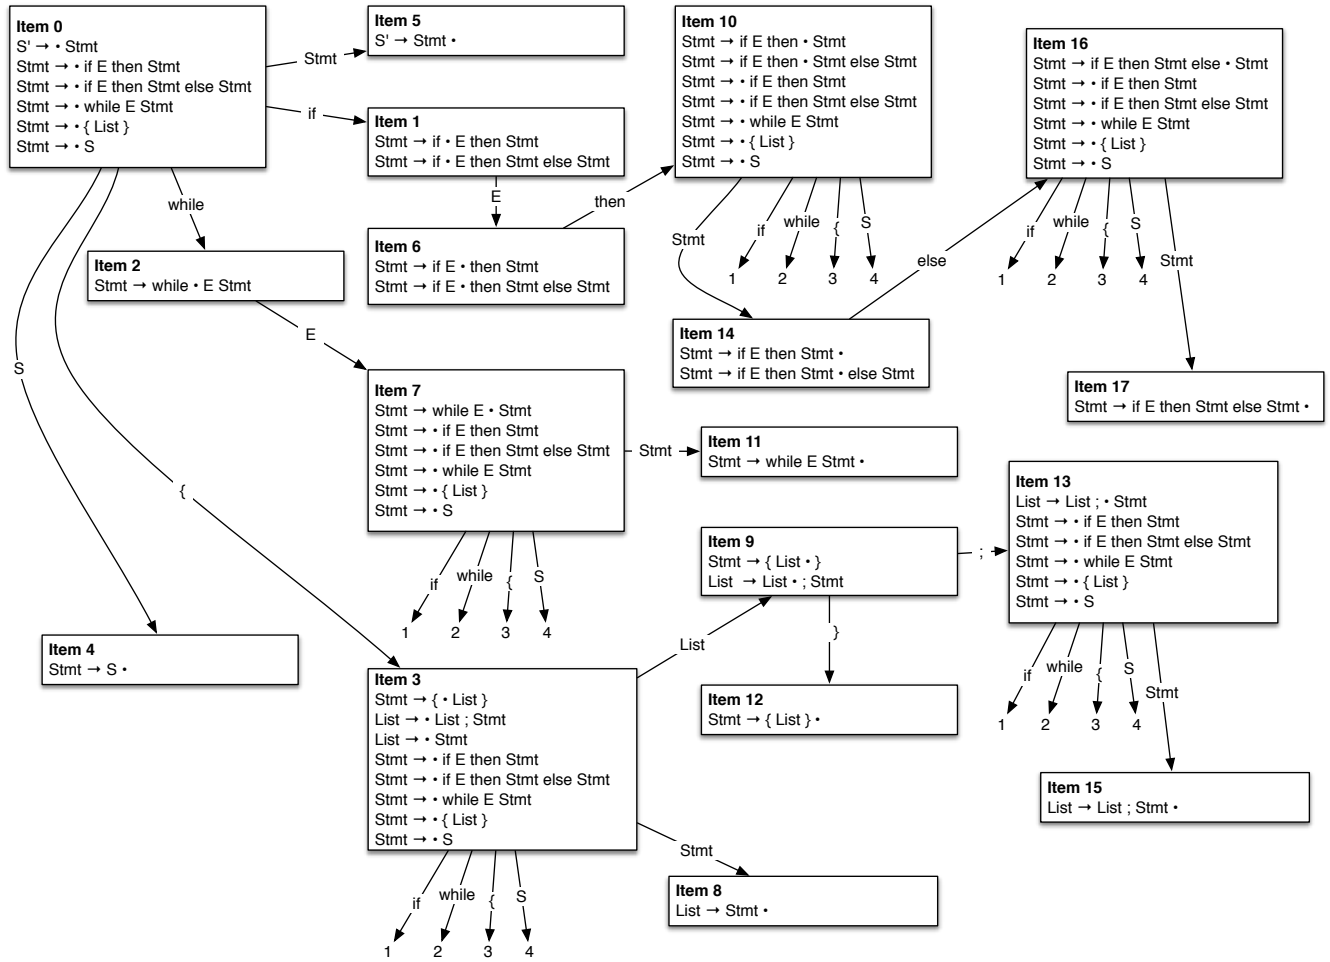 Item 0
S' → • Stmt
Stmt → • if E then Stmt
Stmt → • if E then Stmt else Stmt
Stmt → • while E Stmt
Stmt → • { List }
Stmt → • S
Stmt
if
while
S
{
Item 5
S' → Stmt •
Item 1
Stmt → if • E then Stmt
Stmt → if • E then Stmt else Stmt
E
Item 6
Stmt → if E • then Stmt
Stmt → if E • then Stmt else Stmt
then
Item 2
Stmt → while • E Stmt
E
Item 10
Stmt → if E then • Stmt
Stmt → if E then • Stmt else Stmt
Stmt → • if E then Stmt
Stmt → • if E then Stmt else Stmt
Stmt → • while E Stmt
Stmt → • { List }
Stmt → • S
Stmt
if while { S
1 2 3 4
Item 14
Stmt → if E then Stmt •
Stmt → if E then Stmt • else Stmt
else
Item 16
Stmt → if E then Stmt else • Stmt
Stmt → • if E then Stmt
Stmt → • if E then Stmt else Stmt
Stmt → • while E Stmt
Stmt → • { List }
Stmt → • S
if while { S Stmt
1 2 3 4
Item 17
Stmt → if E then Stmt else Stmt •
Item 7
Stmt → while E • Stmt
Stmt → • if E then Stmt
Stmt → • if E then Stmt else Stmt
Stmt → • while E Stmt
Stmt → • { List }
Stmt → • S
Stmt
if while { S
1 2 3 4
Item 11
Stmt → while E Stmt •
Item 4
Stmt → S •
Item 3
Stmt → { • List }
List → • List ; Stmt
List → • Stmt
Stmt → • if E then Stmt
Stmt → • if E then Stmt else Stmt
Stmt → • while E Stmt
Stmt → • { List }
Stmt → • S
List
Stmt
if while { S
1 2 3 4
Item 9
Stmt → { List • }
List → List • ; Stmt
;
}
Item 12
Stmt → { List } •
Item 8
List → Stmt •
Item 13
List → List ; • Stmt
Stmt → • if E then Stmt
Stmt → • if E then Stmt else Stmt
Stmt → • while E Stmt
Stmt → • { List }
Stmt → • S
if while { S Stmt
1 2 3 4
Item 15
List → List ; Stmt •